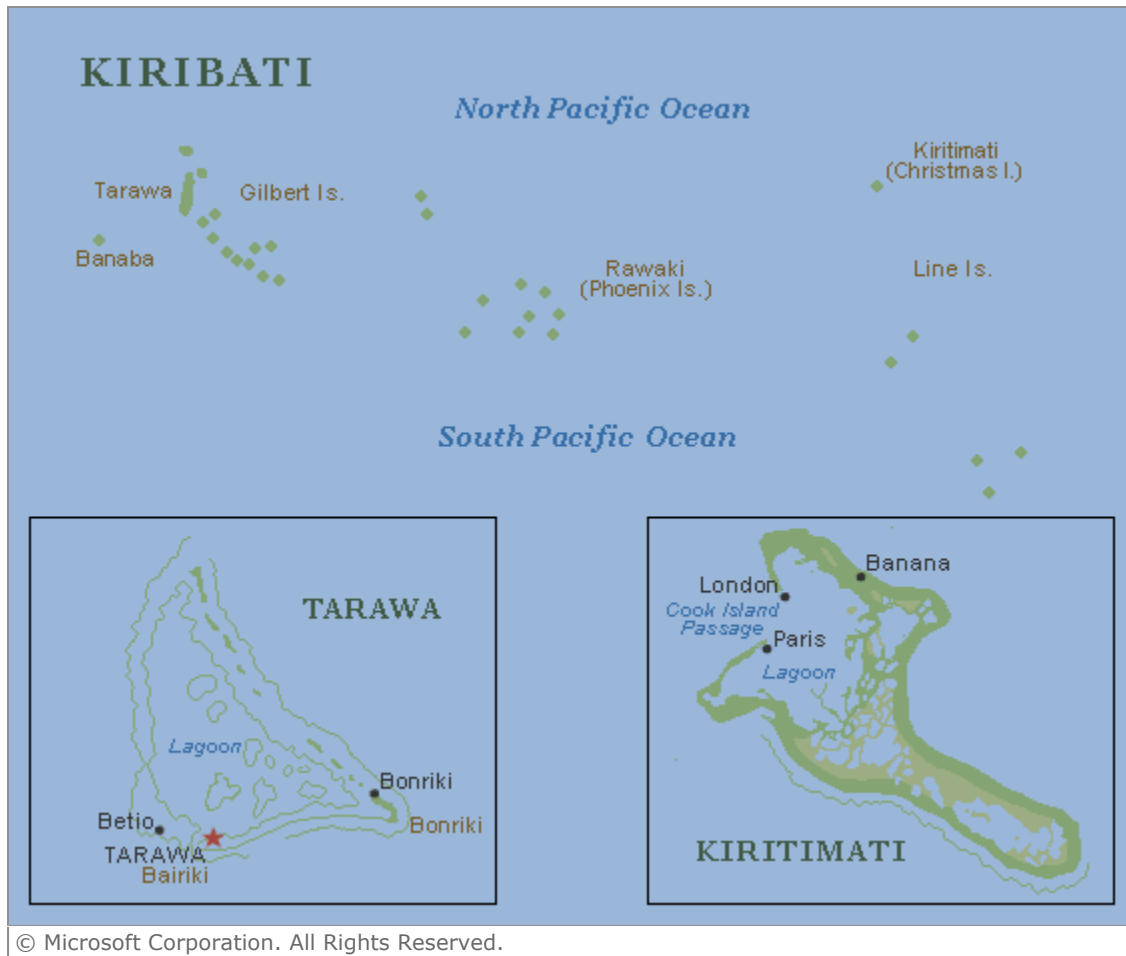 KIRIBATI
North Pacific Ocean
Kiritimati
(Christmas I.)
Tarawa
Gilbert Is.
Banaba
Rawaki
(Phoenix Is.)
Line Is.
South Pacific Ocean
TARAWA
Lagoon
Bonriki
Betio
Bonriki
TARAWA
Bairiki
Banana
London
Cook Island
Passage
Paris
Lagoon
KIRITIMATI
© Microsoft Corporation. All Rights Reserved.